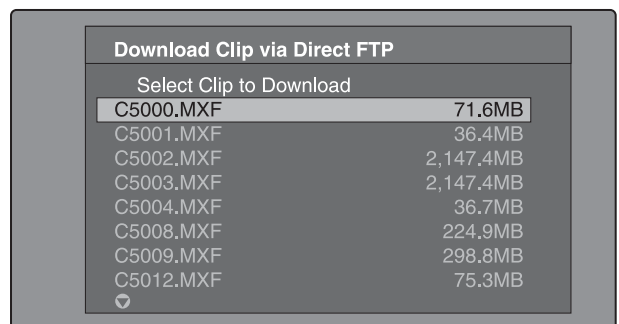 Download Clip via Direct FTP
Select Clip to Download
C5000.MXF 71.6MB
C5001.MXF 36.4MB
C5002.MXF 2,147.4MB
C5003.MXF 2,147.4MB
C5004.MXF 36.7MB
C5008.MXF 224.9MB
C5009.MXF 298.8MB
C5012.MXF 75.3MB